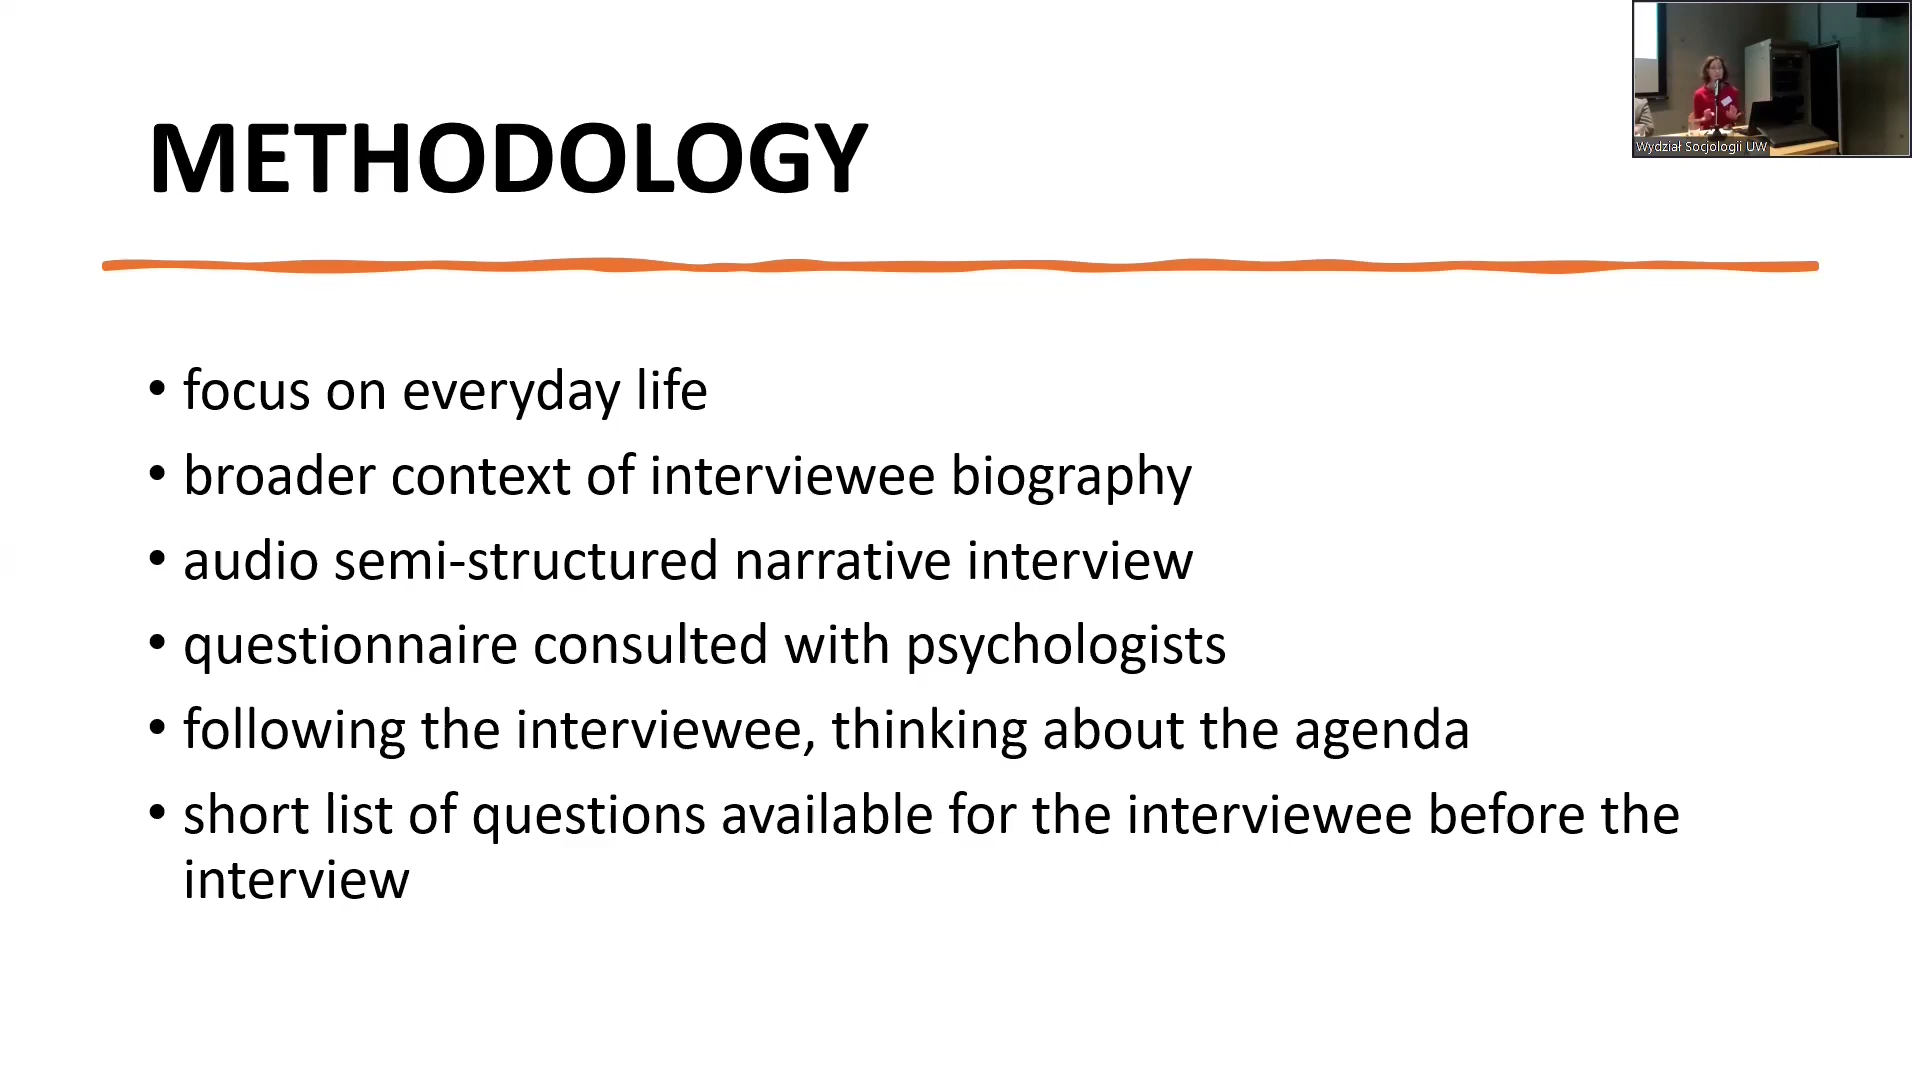 Wydział Socjologii UW
METHODOLOGY
• focus on everyday life
• broader context of interviewee biography
• audio semi-structured narrative interview
• questionnaire consulted with psychologists
• following the interviewee, thinking about the agenda
• short list of questions available for the interviewee before the
interview